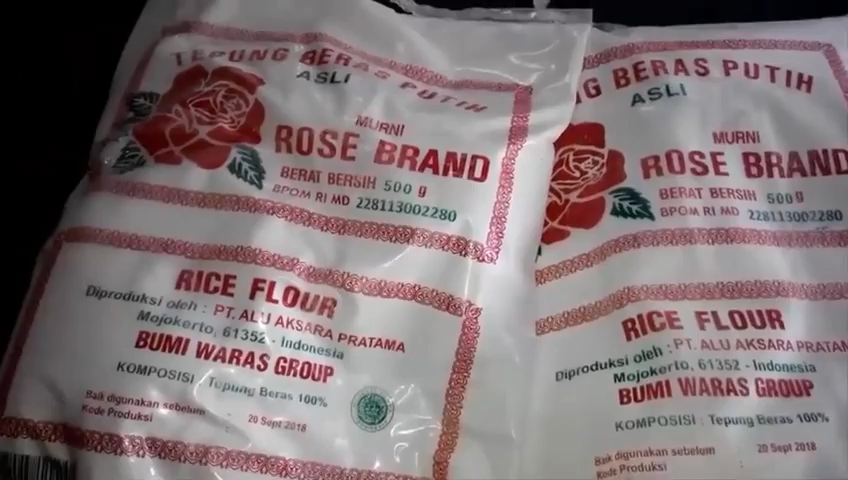 TEPUNG BERAS PUTIH
ASLI
MURNI
ROSE BRAND
BERAT BERSIH 500 g
BPOM RI MD 228113002280
RICE FLOUR
Diproduksi oleh : PT. ALU AKSARA PRATAMA
Mojokerto, 61352 - Indonesia
BUMI WARAS GROUP
KOMPOSISI : Tepung Beras 100%
Baik digunakan sebelum : 20 Sept 2018
Kode Produksi
G BERAS PUTIH
ASLI
MURNI
ROSE BRAND
BERAT BERSIH 500 g
BPOM RI MD 228113002280
RICE FLOUR
Diproduksi oleh : PT. ALU AKSARA PRATAM
Mojokerto, 61352 - Indonesia
BUMI WARAS GROUP
KOMPOSISI : Tepung Beras 100%
Baik digunakan sebelum 20 Sept 2018
Kode Produksi